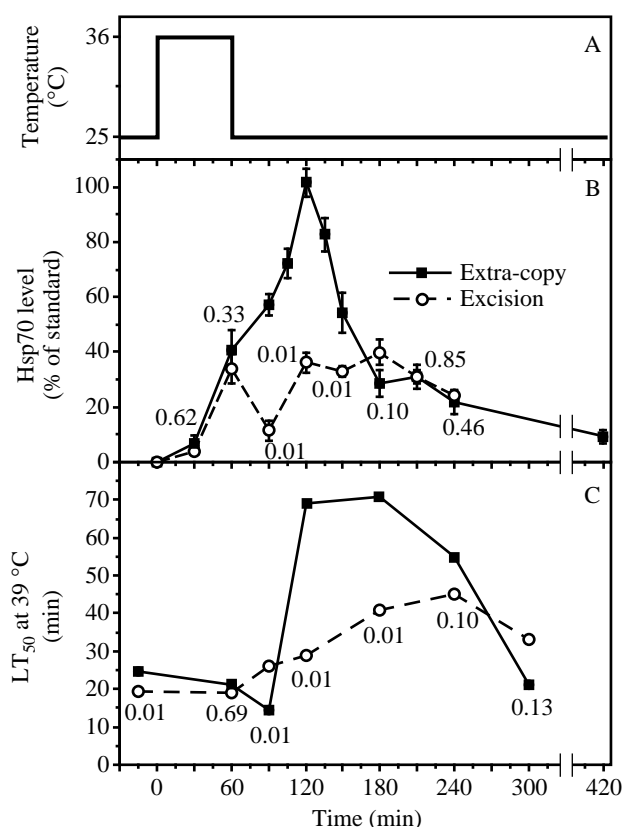 36
25
Temperature
(°C)
A
100
80
60
40
20
0
Hsp70 level
(% of standard)
B
Extra-copy
Excision
0.62
0.33
0.01
0.01
0.01
0.10
0.85
0.46
70
60
50
40
30
20
10
0
LT50 at 39 °C
(min)
C
0.01
0.69
0.01
0.01
0.01
0.10
0.13
0 60 120 180 240 300 420
Time (min)